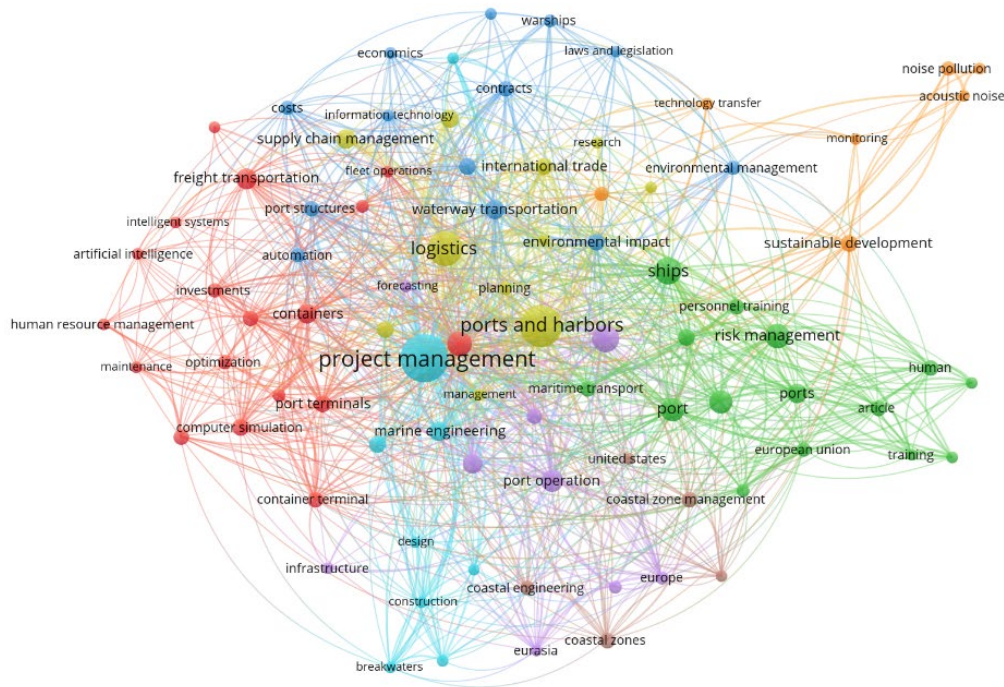 warships
economics
laws and legislation
noise pollution
contracts
acoustic noise
costs
information technology
technology transfer
supply chain management
research
monitoring
freight transportation
fleet operations
international trade
environmental management
port structures
waterway transportation
intelligent systems
artificial intelligence
automation
logistics
environmental impact
sustainable development
ships
investments
forecasting
planning
personnel training
human resource management
containers
ports and harbors
risk management
maintenance
optimization
project management
human
port terminals
management
maritime transport
port
ports
article
computer simulation
marine engineering
european union
training
united states
container terminal
port operation
coastal zone management
design
infrastructure
coastal engineering
europe
construction
coastal zones
eurasia
breakwaters